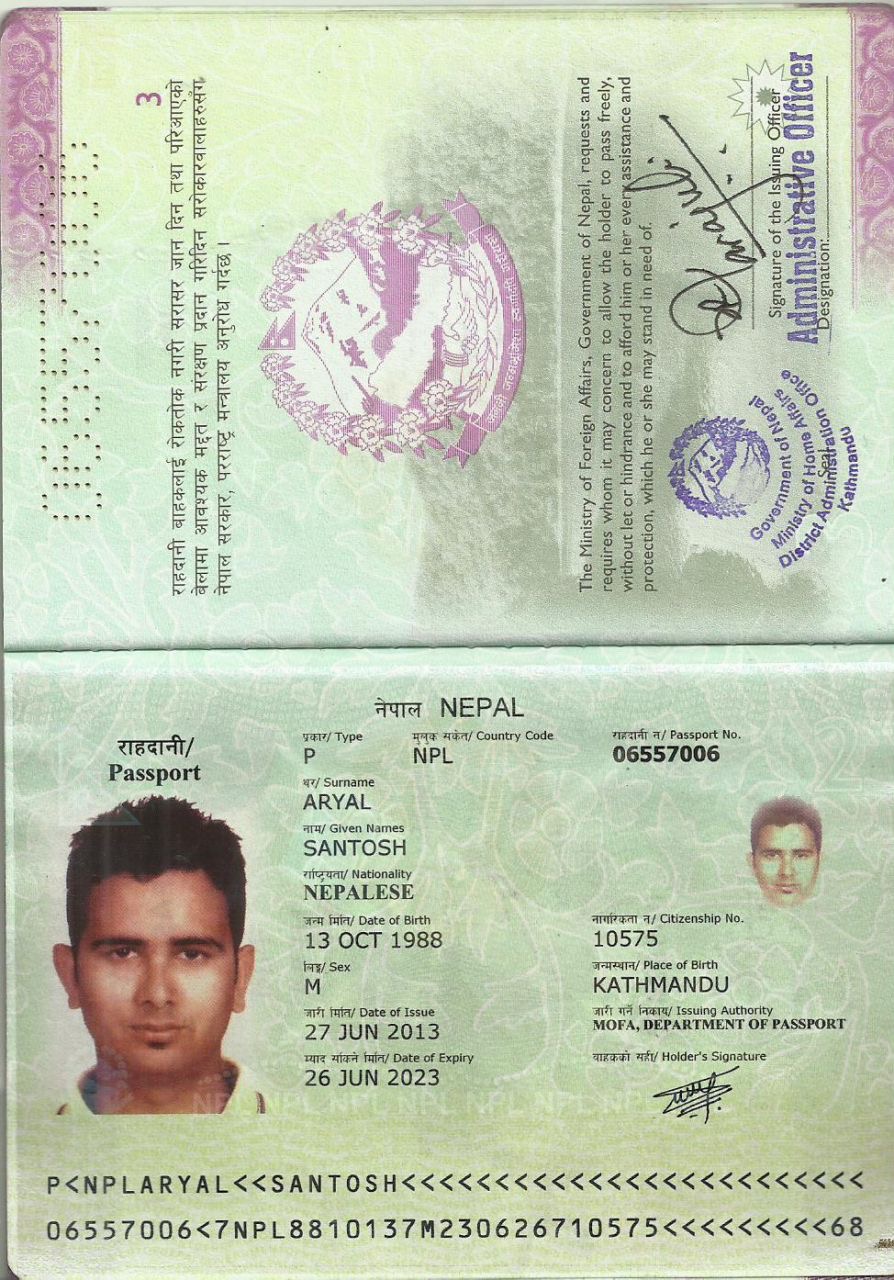 3
राहदानी बाहकलाई रोकतोक नगरी सरासर जान दिन तथा परिआएको
बेलामा आवश्यक मद्दत र संरक्षण प्रदान गरिदिन सरोकारवालाहरुसँग
नेपाल सरकार, परराष्ट्र मन्त्रालय अनुरोध गर्दछ ।
The Ministry of Foreign Affairs, Government of Nepal, requests and
requires whom it may concern to allow the holder to pass freely,
without let or hindrance and to afford him or her every assistance and
protection, which he or she may stand in need of.
Signature of the Issuing Officer
Administrative Officer
Designation:
Seal
Government of Nepal
Ministry of Home Affairs
District Administration Office
Kathmandu
नेपाल NEPAL
राहदानी/
Passport
प्रकार/ Type
P
मुलुक संकेत/ Country Code
NPL
राहदानी नं/ Passport No.
06557006
थर/ Surname
ARYAL
नाम/ Given Names
SANTOSH
राष्ट्रियता/ Nationality
NEPALESE
जन्म मिति/ Date of Birth
13 OCT 1988
नागरिकता नं/ Citizenship No.
10575
लिङ्ग/ Sex
M
जन्मस्थान/ Place of Birth
KATHMANDU
जारी मिति/ Date of Issue
27 JUN 2013
जारी गर्ने निकाय/ Issuing Authority
MOFA, DEPARTMENT OF PASSPORT
म्याद सकिने मिति/ Date of Expiry
26 JUN 2023
वाहकको सही/ Holder's Signature
P<NPLARYAL<<SANTOSH<<<<<<<<<<<<<<<<<<<<<<<<<
06557006<7NPL8810137M230626710575<<<<<<<<<68